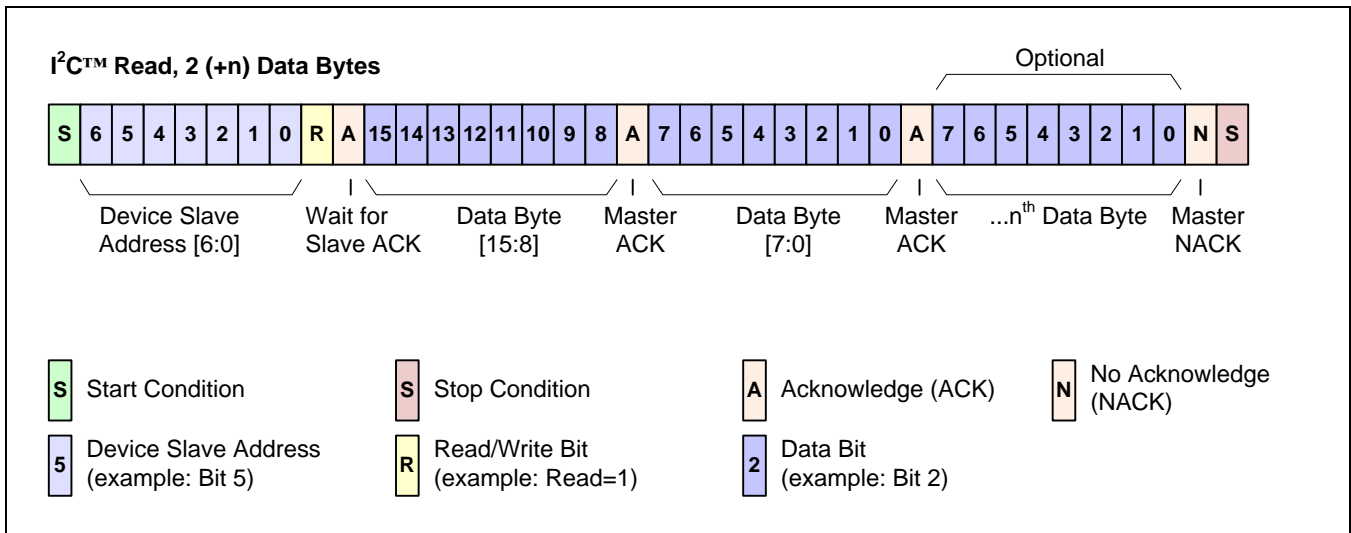 I²C™ Read, 2 (+n) Data Bytes
Optional
S 6 5 4 3 2 1 0 R A 15 14 13 12 11 10 9 8 A 7 6 5 4 3 2 1 0 A 7 6 5 4 3 2 1 0 N S
Device Slave Address [6:0]
Wait for Slave ACK
Data Byte [15:8]
Master ACK
Data Byte [7:0]
Master ACK
...nth Data Byte
Master NACK
S Start Condition
S Stop Condition
A Acknowledge (ACK)
N No Acknowledge (NACK)
5 Device Slave Address (example: Bit 5)
R Read/Write Bit (example: Read=1)
2 Data Bit (example: Bit 2)